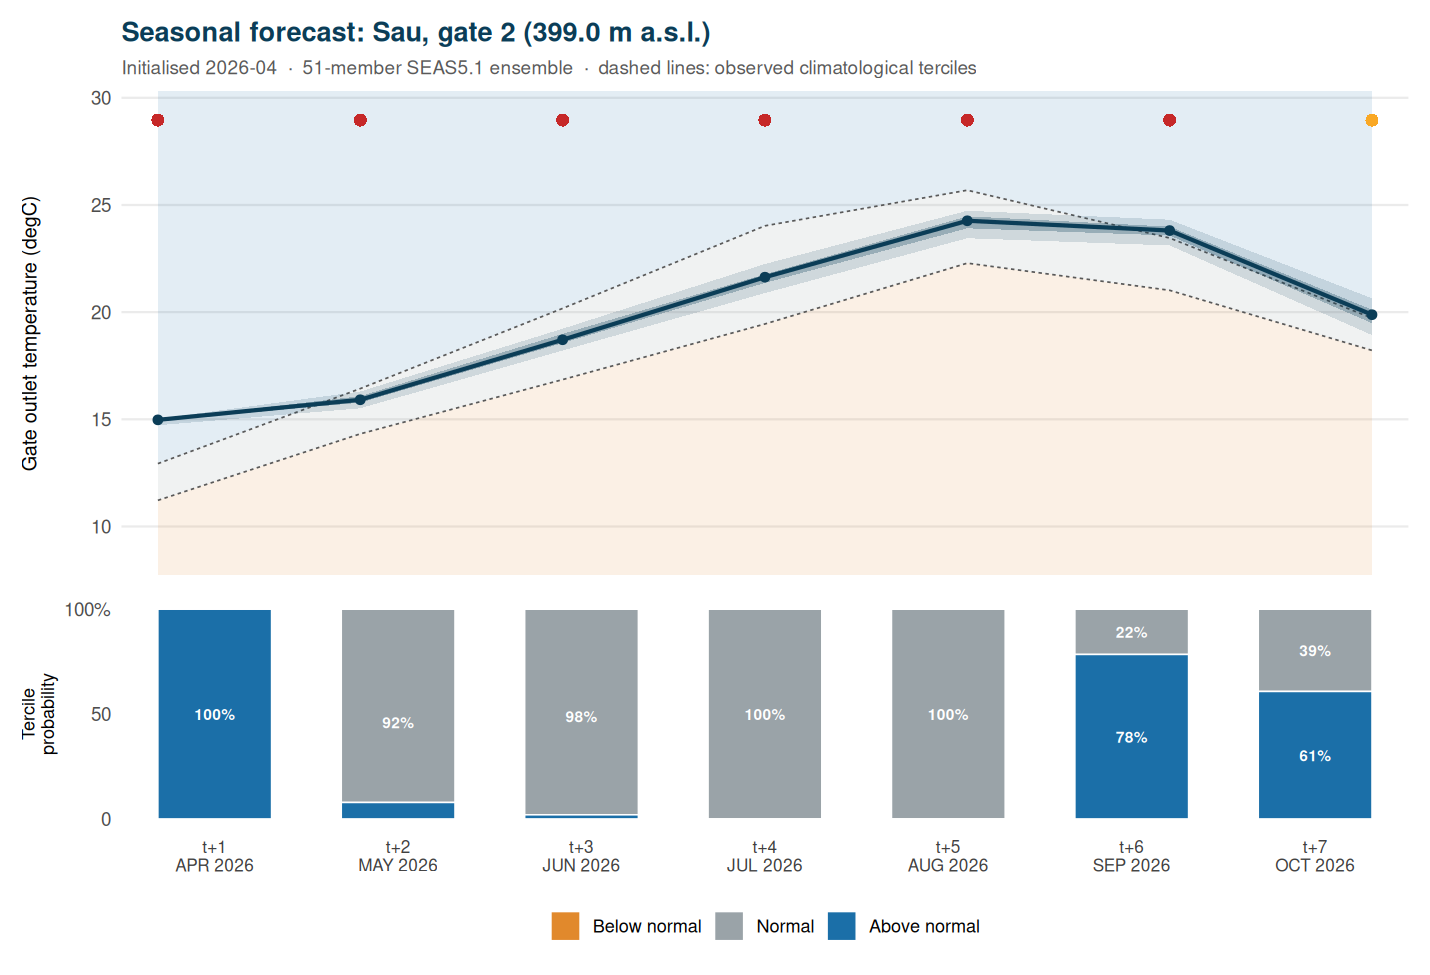 Seasonal forecast: Sau, gate 2 (399.0 m a.s.l.)
Initialised 2026-04 · 51-member SEAS5.1 ensemble · dashed lines: observed climatological terciles
Gate outlet temperature (degC)
30
25
20
15
10
Tercile
probability
100%
50
0
100%
92%
98%
100%
100%
22%
78%
39%
61%
t+1
APR 2026
t+2
MAY 2026
t+3
JUN 2026
t+4
JUL 2026
t+5
AUG 2026
t+6
SEP 2026
t+7
OCT 2026
Below normal
Normal
Above normal